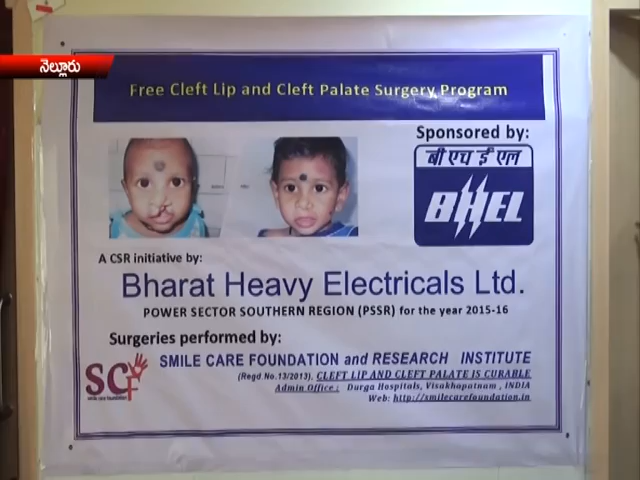 నెల్లూరు
Free Cleft Lip and Cleft Palate Surgery Program
Sponsored by:
बी एच ई एल
BHEL
A CSR initiative by:
Bharat Heavy Electricals Ltd.
POWER SECTOR SOUTHERN REGION (PSSR) for the year 2015-16
Surgeries performed by:
SCF
smile care foundation
SMILE CARE FOUNDATION and RESEARCH INSTITUTE
(Regd.No.13/2013), CLEFT LIP AND CLEFT PALATE IS CURABLE
Admin Office : Durga Hospitals, Visakhapatnam , INDIA
Web: http://smilecarefoundation.in